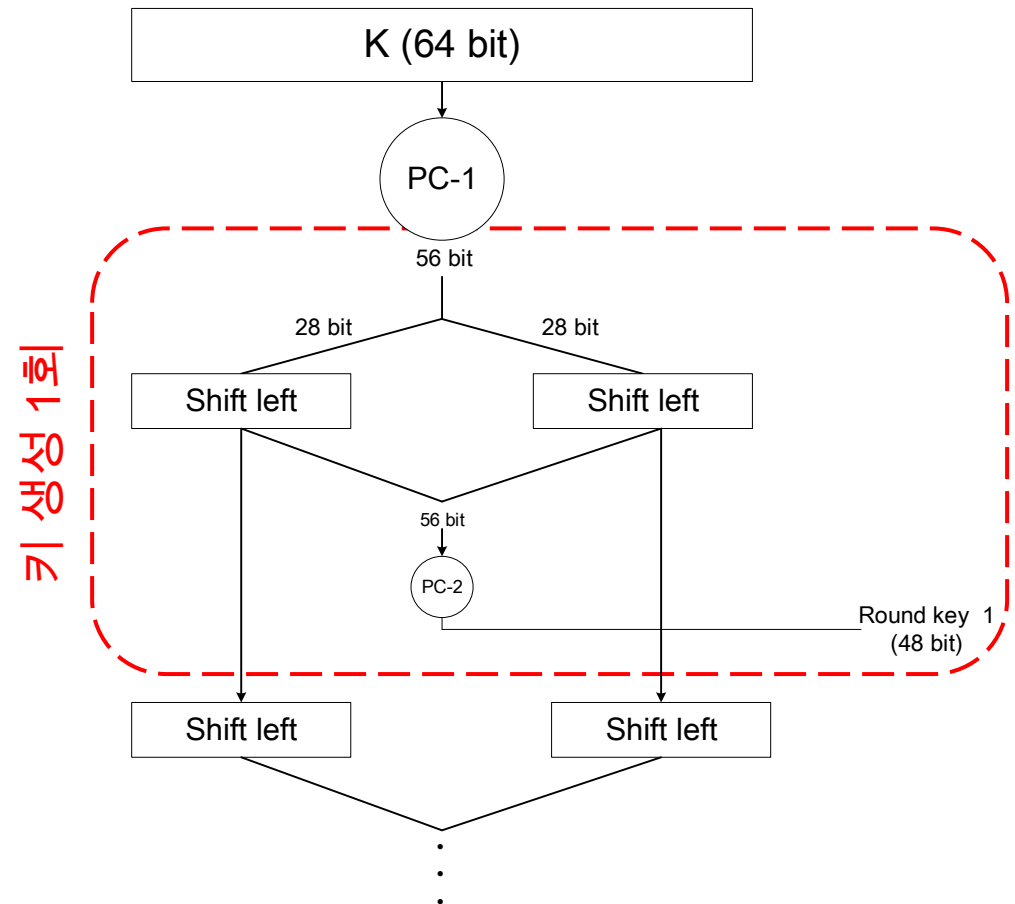 K (64 bit)
PC-1
56 bit
28 bit
28 bit
키 생성 1회
Shift left
Shift left
56 bit
PC-2
Round key 1
(48 bit)
Shift left
Shift left